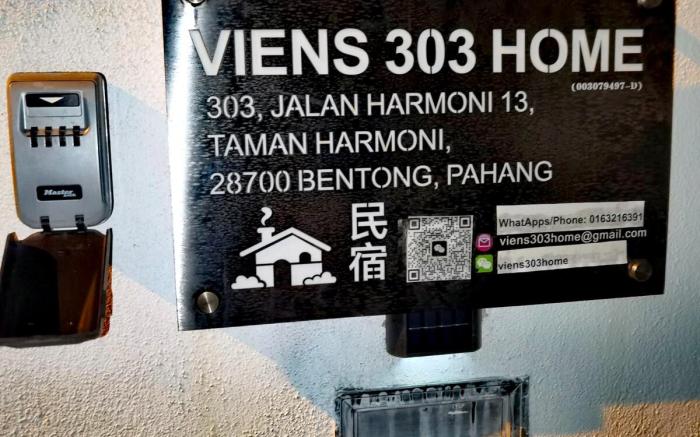 VIENS 303 HOME
(003079497-D)
303, JALAN HARMONI 13,
TAMAN HARMONI,
28700 BENTONG, PAHANG
民宿
WhatApps/Phone: 0163216391
viens303home@gmail.com
viens303home
Master